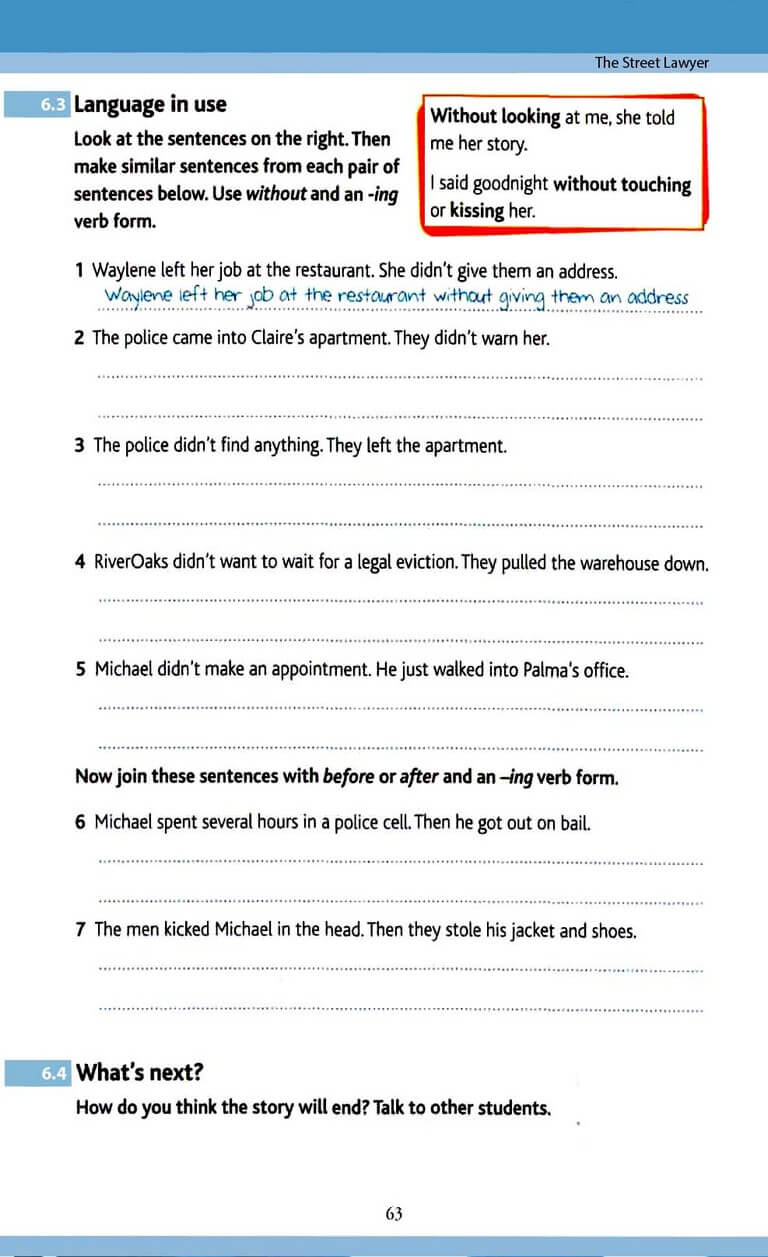 The Street Lawyer
6.3 Language in use
Look at the sentences on the right. Then
make similar sentences from each pair of
sentences below. Use without and an -ing
verb form.
Without looking at me, she told
me her story.
I said goodnight without touching
or kissing her.
1 Waylene left her job at the restaurant. She didn't give them an address.
Waylene left her job at the restaurant without giving them an address
2 The police came into Claire's apartment. They didn't warn her.
3 The police didn't find anything. They left the apartment.
4 RiverOaks didn't want to wait for a legal eviction. They pulled the warehouse down.
5 Michael didn't make an appointment. He just walked into Palma's office.
Now join these sentences with before or after and an –ing verb form.
6 Michael spent several hours in a police cell. Then he got out on bail.
7 The men kicked Michael in the head. Then they stole his jacket and shoes.
6.4 What's next?
How do you think the story will end? Talk to other students.
63